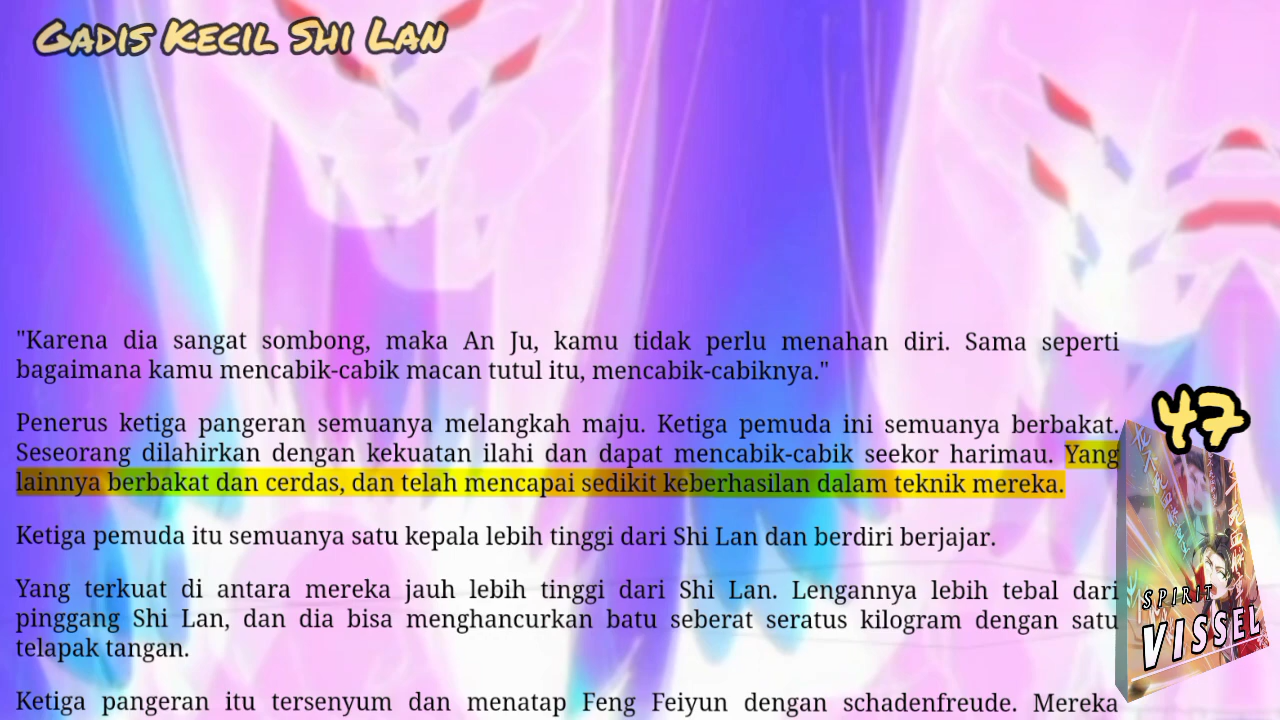 Gadis Kecil Shi Lan
"Karena dia sangat sombong, maka An Ju, kamu tidak perlu menahan diri. Sama seperti
bagaimana kamu mencabik-cabik macan tutul itu, mencabik-cabiknya."
Penerus ketiga pangeran semuanya melangkah maju. Ketiga pemuda ini semuanya berbakat.
Seseorang dilahirkan dengan kekuatan ilahi dan dapat mencabik-cabik seekor harimau. Yang
lainnya berbakat dan cerdas, dan telah mencapai sedikit keberhasilan dalam teknik mereka.
Ketiga pemuda itu semuanya satu kepala lebih tinggi dari Shi Lan dan berdiri berjajar.
Yang terkuat di antara mereka jauh lebih tinggi dari Shi Lan. Lengannya lebih tebal dari
pinggang Shi Lan, dan dia bisa menghancurkan batu seberat seratus kilogram dengan satu
telapak tangan.
Ketiga pangeran itu tersenyum dan menatap Feng Feiyun dengan schadenfreude. Mereka
47
SPIRIT
VISSEL